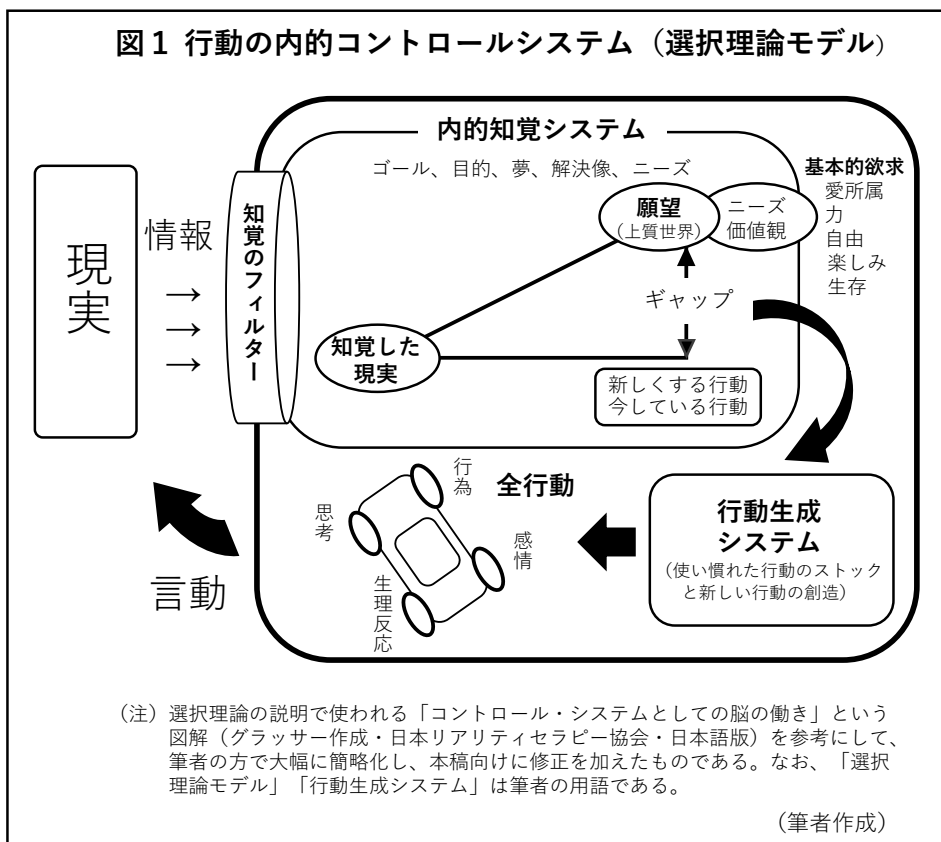 図１ 行動の内的コントロールシステム（選択理論モデル）
内的知覚システム
ゴール、目的、夢、解決像、ニーズ
基本的欲求
愛所属
力
自由
楽しみ
生存
願望
（上質世界）
ニーズ
価値観
現実
情報
→
→
→
知覚のフィルター
ギャップ
知覚した
現実
新しくする行動
今している行動
全行動
行為
思考
感情
生理反応
行動生成
システム
（使い慣れた行動のストック
と新しい行動の創造）
言動
（注）選択理論の説明で使われる「コントロール・システムとしての脳の働き」という
図解（グラッサー作成・日本リアリティセラピー協会・日本語版）を参考にして、
筆者の方で大幅に簡略化し、本稿向けに修正を加えたものである。なお、「選択
理論モデル」「行動生成システム」は筆者の用語である。
（筆者作成）